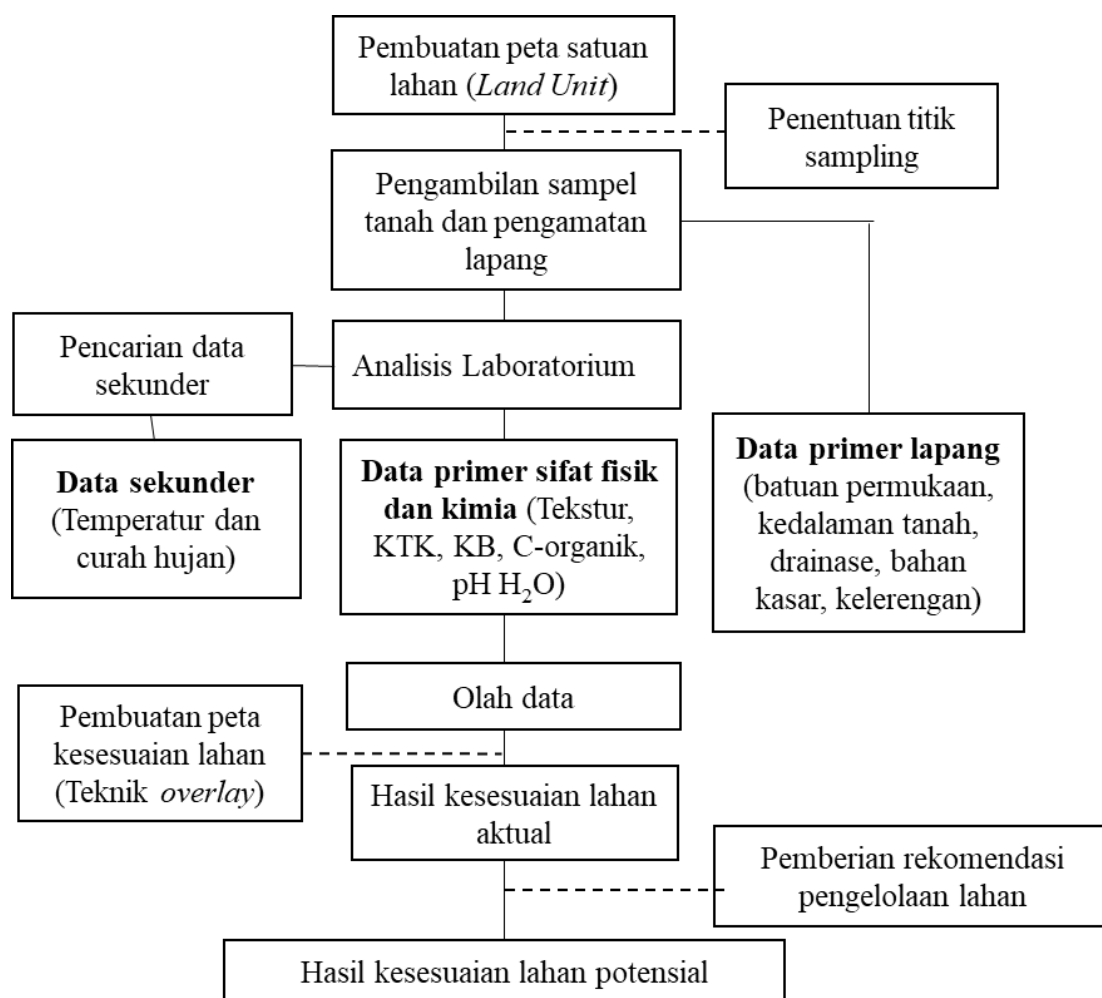 Pembuatan peta satuan
lahan (Land Unit)
Penentuan titik
sampling
Pengambilan sampel
tanah dan pengamatan
lapang
Pencarian data
sekunder
Analisis Laboratorium
Data sekunder
(Temperatur dan
curah hujan)
Data primer sifat fisik
dan kimia (Tekstur,
KTK, KB, C-organik,
pH H₂O)
Data primer lapang
(batuan permukaan,
kedalaman tanah,
drainase, bahan
kasar, kelerengan)
Olah data
Pembuatan peta
kesesuaian lahan
(Teknik overlay)
Hasil kesesuaian lahan
aktual
Pemberian rekomendasi
pengelolaan lahan
Hasil kesesuaian lahan potensial